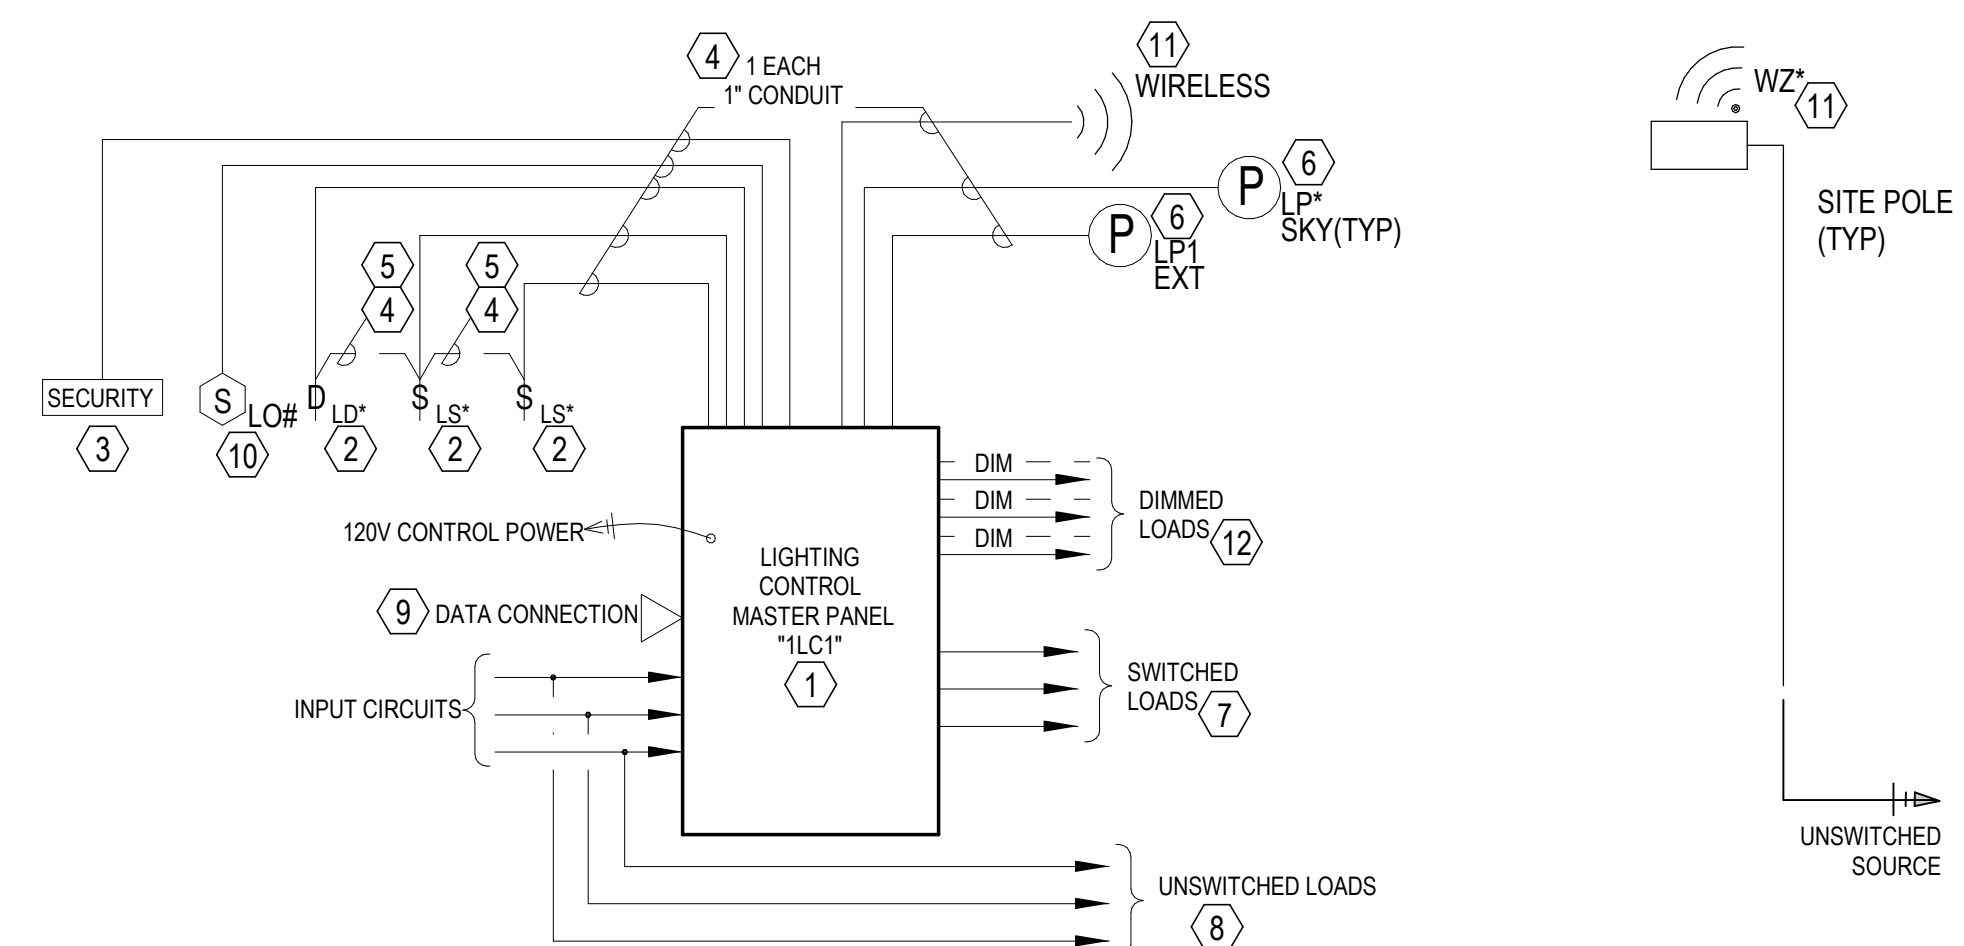 4
1 EACH
1" CONDUIT
11
WIRELESS
WZ*
11
P
6
LP*
SKY(TYP)
P
6
LP1
EXT
SITE POLE
(TYP)
5
4
5
4
SECURITY
3
S
LO#
10
D
LD*
2
S
LS*
2
S
LS*
2
DIM
DIM
DIM
DIMMED
LOADS
12
120V CONTROL POWER
LIGHTING
CONTROL
MASTER PANEL
"1LC1"
1
9
DATA CONNECTION
INPUT CIRCUITS
SWITCHED
LOADS
7
UNSWITCHED
SOURCE
UNSWITCHED LOADS
8